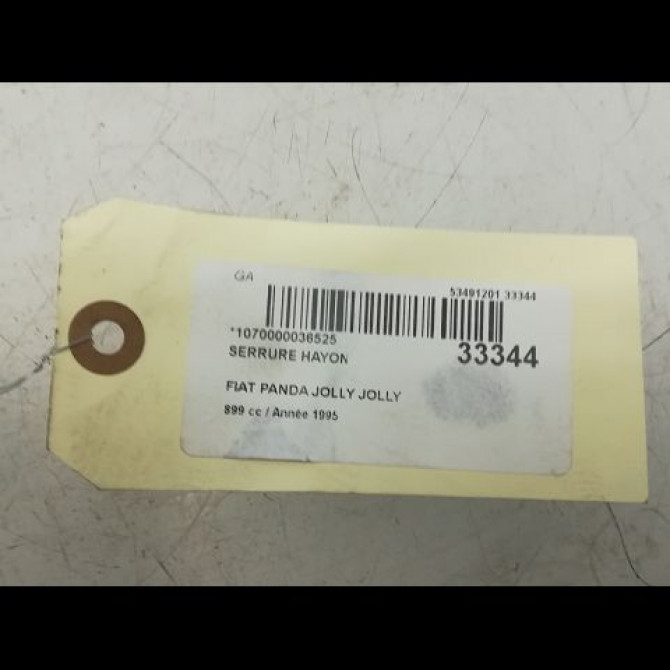 GA
53491201 33344
*1070000036525
SERRURE HAYON
33344
FIAT PANDA JOLLY JOLLY
899 cc / Année 1995